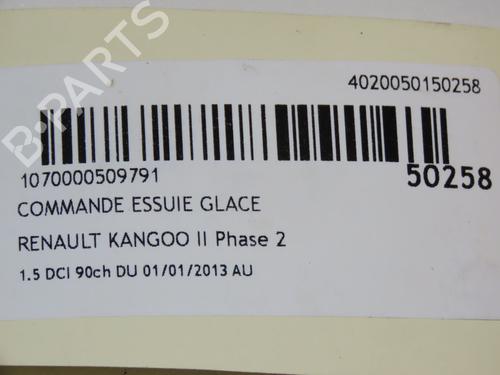 4020050150258
B-PARTS
1070000509791
50258
COMMANDE ESSUIE GLACE
RENAULT KANGOO II Phase 2
1.5 DCI 90ch DU 01/01/2013 AU